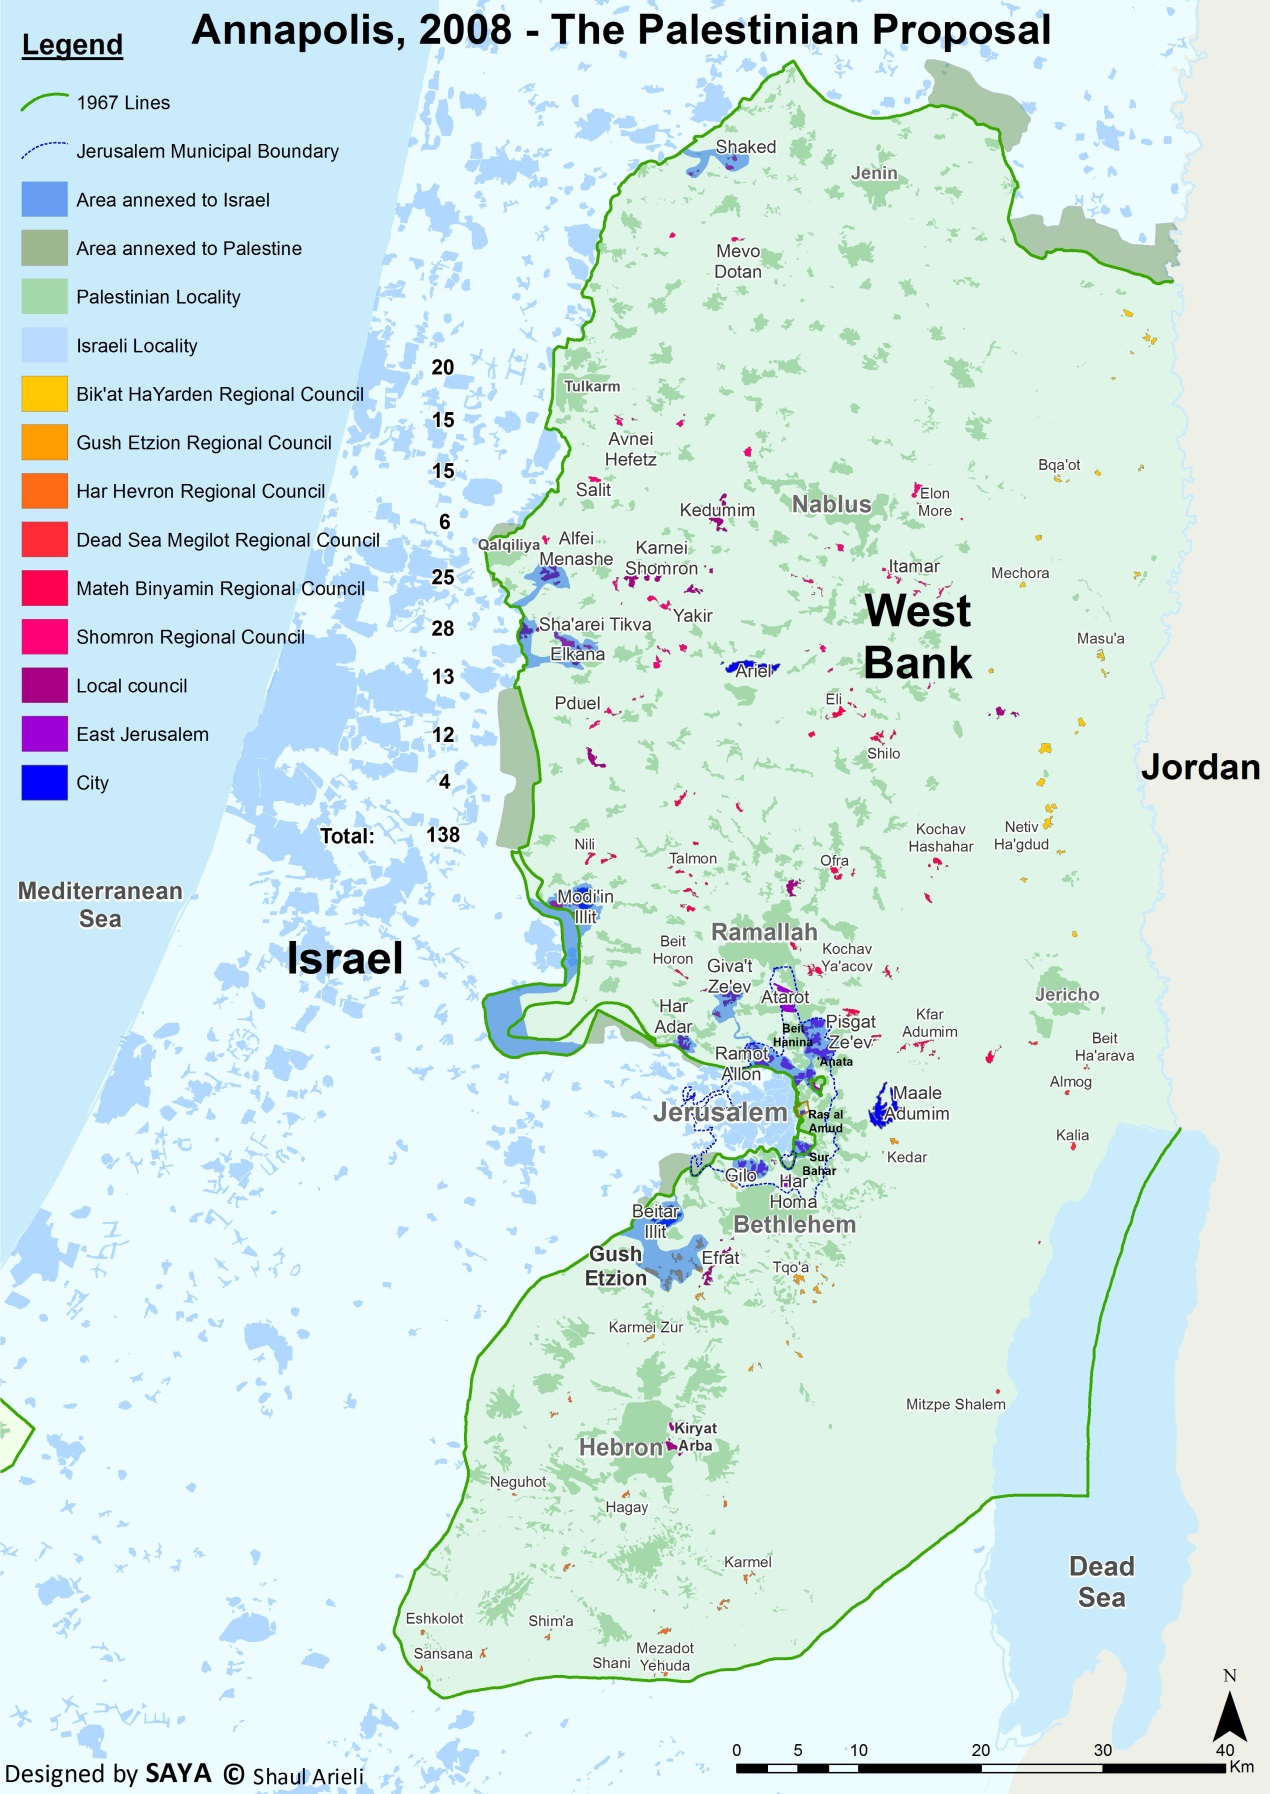 Annapolis, 2008 - The Palestinian Proposal
Legend
1967 Lines
Jerusalem Municipal Boundary
Area annexed to Israel
Area annexed to Palestine
Palestinian Locality
Israeli Locality
Bik'at HaYarden Regional Council
Gush Etzion Regional Council
Har Hevron Regional Council
Dead Sea Megilot Regional Council
Mateh Binyamin Regional Council
Shomron Regional Council
Local council
East Jerusalem
City
20
15
15
6
25
28
13
12
4
Total: 138
Shaked
Jenin
Mevo
Dotan
Tulkarm
Avnei
Hefetz
Salit
Bqa'ot
Kedumim
Nablus
Elon
More
Qalqiliya
Alfei
Menashe
Karnei
Shomron
Itamar
Mechora
Yakir
West
Bank
Sha'arei Tikva
Elkana
Masu'a
Ariel
Pduel
Eli
Shilo
Jordan
Nili
Talmon
Ofra
Kochav
Hashahar
Netiv
Ha'gdud
Mediterranean
Sea
Israel
Modi'in
Illit
Ramallah
Beit
Horon
Kochav
Ya'acov
Giva't
Ze'ev
Atarot
Jericho
Har
Adar
Beit
Hanina
Pisgat
Ze'ev
Kfar
Adumim
Beit
Ha'arava
Ramot
Allon
'Anata
Almog
Jerusalem
Ras al
Amud
Maale
Adumim
Kalia
Kedar
Sur
Bahar
Gilo
Har
Homa
Beitar
Illit
Bethlehem
Gush
Etzion
Efrat
Tqo'a
Karmei Zur
Mitzpe Shalem
Kiryat
Arba
Hebron
Neguhot
Hagay
Karmel
Dead
Sea
Eshkolot
Shim'a
Sansana
Shani
Mezadot
Yehuda
N
0 5 10 20 30 40
Km
Designed by SAYA © Shaul Arieli